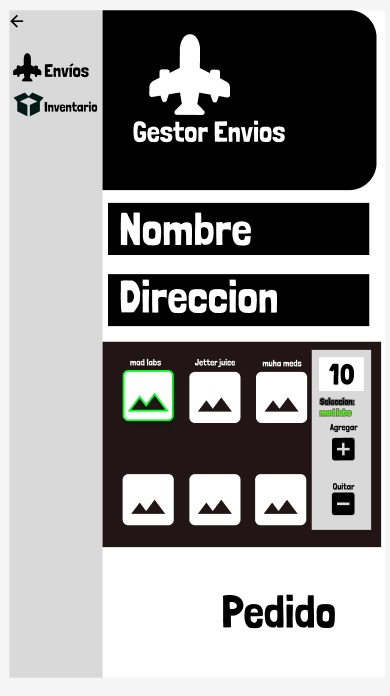 Envíos
Inventario
Gestor Envios
Nombre
Direccion
mad labs
Jetter juice
muha meds
10
Seleccion:
mad labs
Agregar
Quitar
Pedido